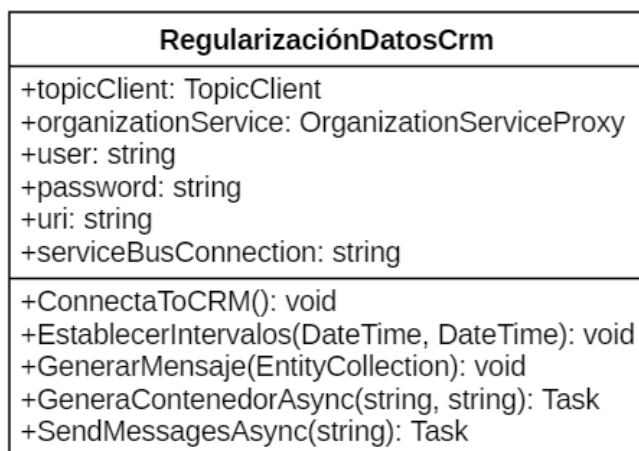 RegularizaciónDatosCrm
+topicClient: TopicClient
+organizationService: OrganizationServiceProxy
+user: string
+password: string
+uri: string
+serviceBusConnection: string
+ConnectaToCRM(): void
+EstablecerIntervalos(DateTime, DateTime): void
+GenerarMensaje(EntityCollection): void
+GeneraContenedorAsync(string, string): Task
+SendMessagesAsync(string): Task